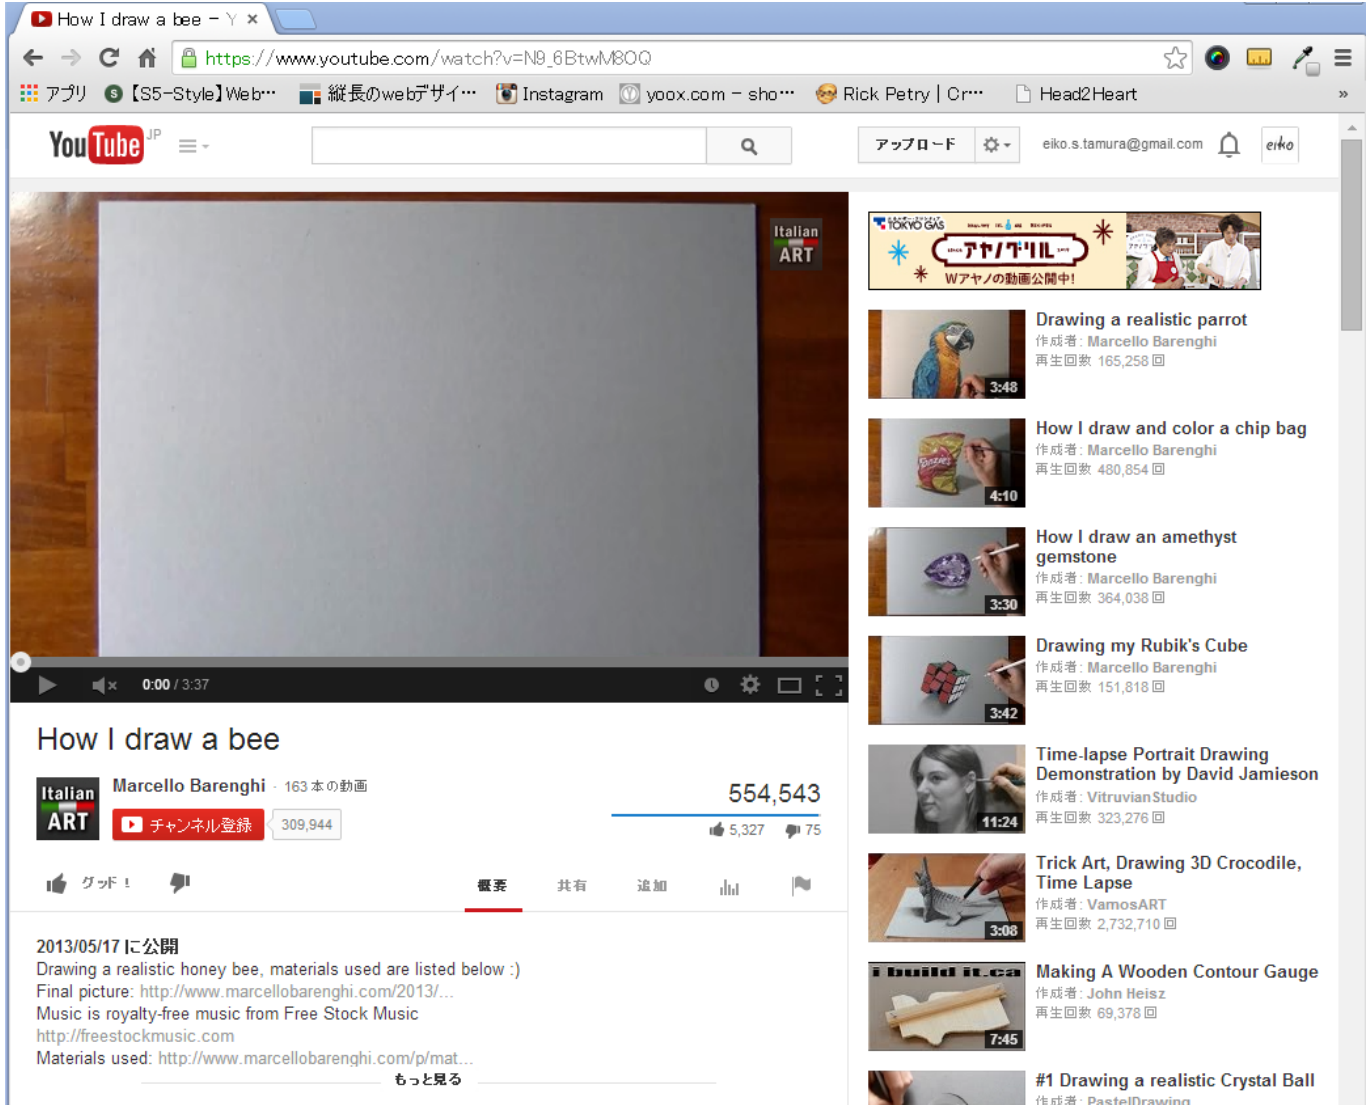 How I draw a bee - Y
https://www.youtube.com/watch?v=N9_6BtwM8OQ
アプリ
【S5-Style】Web…
縦長のwebデザイ…
Instagram
yoox.com - sho…
Rick Petry | Cr…
Head2Heart
»
YouTube JP
アップロード
eiko.s.tamura@gmail.com
eiko
Italian
ART
0:00 / 3:37
How I draw a bee
Italian
ART
Marcello Barenghi · 163 本の動画
チャンネル登録
309,944
554,543
5,327
75
グッド！
概要
共有
追加
2013/05/17 に公開
Drawing a realistic honey bee, materials used are listed below :)
Final picture: http://www.marcellobarenghi.com/2013/...
Music is royalty-free music from Free Stock Music
http://freestockmusic.com
Materials used: http://www.marcellobarenghi.com/p/mat...
もっと見る
TOKYO GAS
アヤノグリル
Wアヤノの動画公開中!
Drawing a realistic parrot
作成者: Marcello Barenghi
再生回数 165,258 回
3:48
How I draw and color a chip bag
作成者: Marcello Barenghi
再生回数 480,854 回
4:10
How I draw an amethyst
gemstone
作成者: Marcello Barenghi
再生回数 364,038 回
3:30
Drawing my Rubik's Cube
作成者: Marcello Barenghi
再生回数 151,818 回
3:42
Time-lapse Portrait Drawing
Demonstration by David Jamieson
作成者: VitruvianStudio
再生回数 323,276 回
11:24
Trick Art, Drawing 3D Crocodile,
Time Lapse
作成者: VamosART
再生回数 2,732,710 回
3:08
i build it.ca
Making A Wooden Contour Gauge
作成者: John Heisz
再生回数 69,378 回
7:45
#1 Drawing a realistic Crystal Ball
作成者: PastelDrawing